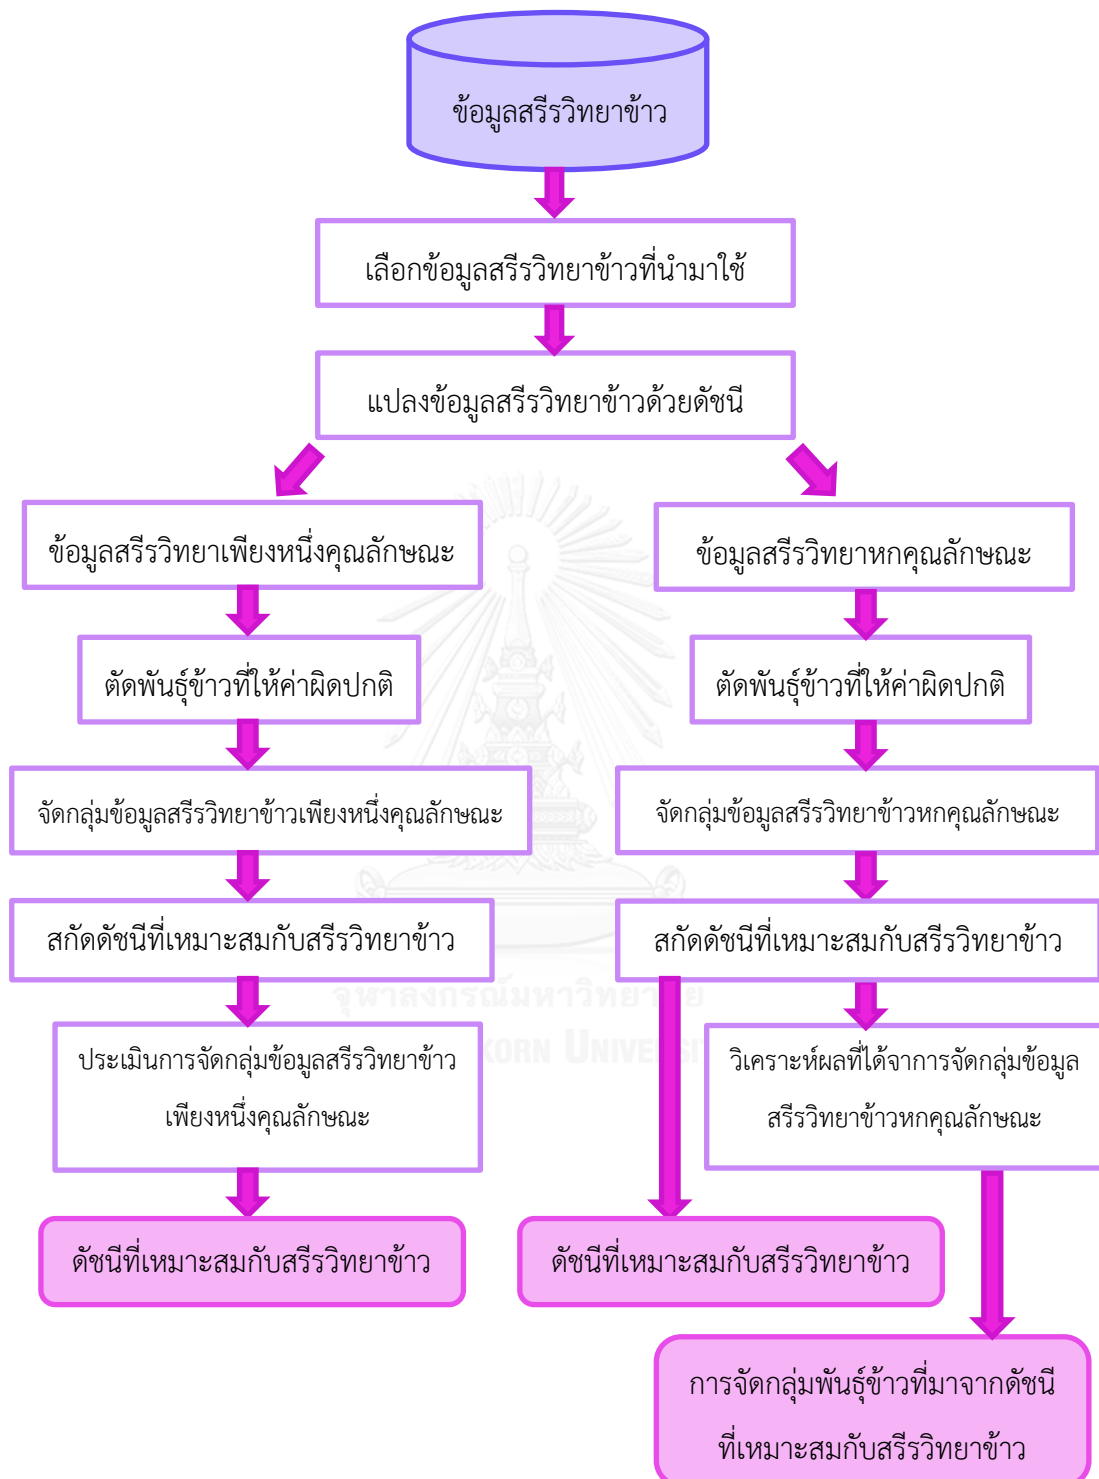 ข้อมูลสรีรวิทยาข้าว
เลือกข้อมูลสรีรวิทยาข้าวที่นำมาใช้
แปลงข้อมูลสรีรวิทยาข้าวด้วยดัชนี
ข้อมูลสรีรวิทยาเพียงหนึ่งคุณลักษณะ
ตัดพันธุ์ข้าวที่ให้ค่าผิดปกติ
จัดกลุ่มข้อมูลสรีรวิทยาข้าวเพียงหนึ่งคุณลักษณะ
สกัดดัชนีที่เหมาะสมกับสรีรวิทยาข้าว
ประเมินการจัดกลุ่มข้อมูลสรีรวิทยาข้าว
เพียงหนึ่งคุณลักษณะ
ดัชนีที่เหมาะสมกับสรีรวิทยาข้าว
ข้อมูลสรีรวิทยาหกคุณลักษณะ
ตัดพันธุ์ข้าวที่ให้ค่าผิดปกติ
จัดกลุ่มข้อมูลสรีรวิทยาข้าวหกคุณลักษณะ
สกัดดัชนีที่เหมาะสมกับสรีรวิทยาข้าว
วิเคราะห์ผลที่ได้จาการจัดกลุ่มข้อมูล
สรีรวิทยาข้าวหกคุณลักษณะ
ดัชนีที่เหมาะสมกับสรีรวิทยาข้าว
การจัดกลุ่มพันธุ์ข้าวที่มาจากดัชนี
ที่เหมาะสมกับสรีรวิทยาข้าว